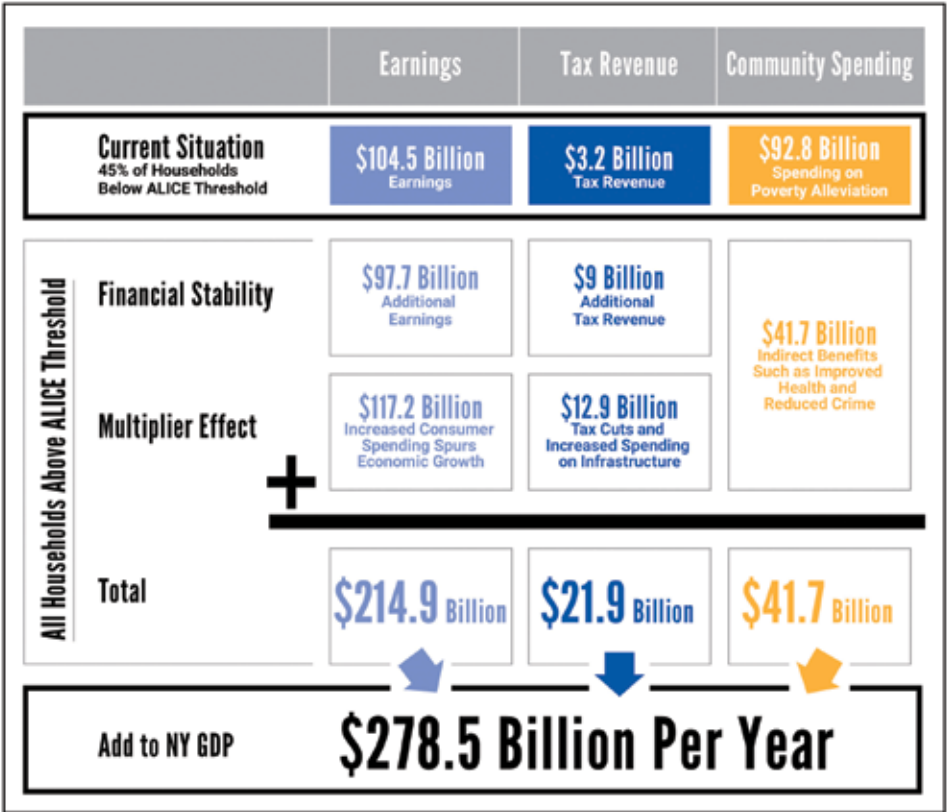 Earnings
Tax Revenue
Community Spending
Current Situation
45% of Households
Below ALICE Threshold
$104.5 Billion
Earnings
$3.2 Billion
Tax Revenue
$92.8 Billion
Spending on
Poverty Alleviation
All Households Above ALICE Threshold
Financial Stability
$97.7 Billion
Additional
Earnings
$9 Billion
Additional
Tax Revenue
$41.7 Billion
Indirect Benefits
Such as Improved
Health and
Reduced Crime
Multiplier Effect
$117.2 Billion
Increased Consumer
Spending Spurs
Economic Growth
$12.9 Billion
Tax Cuts and
Increased Spending
on Infrastructure
+
Total
$214.9 Billion
$21.9 Billion
$41.7 Billion
Add to NY GDP
$278.5 Billion Per Year